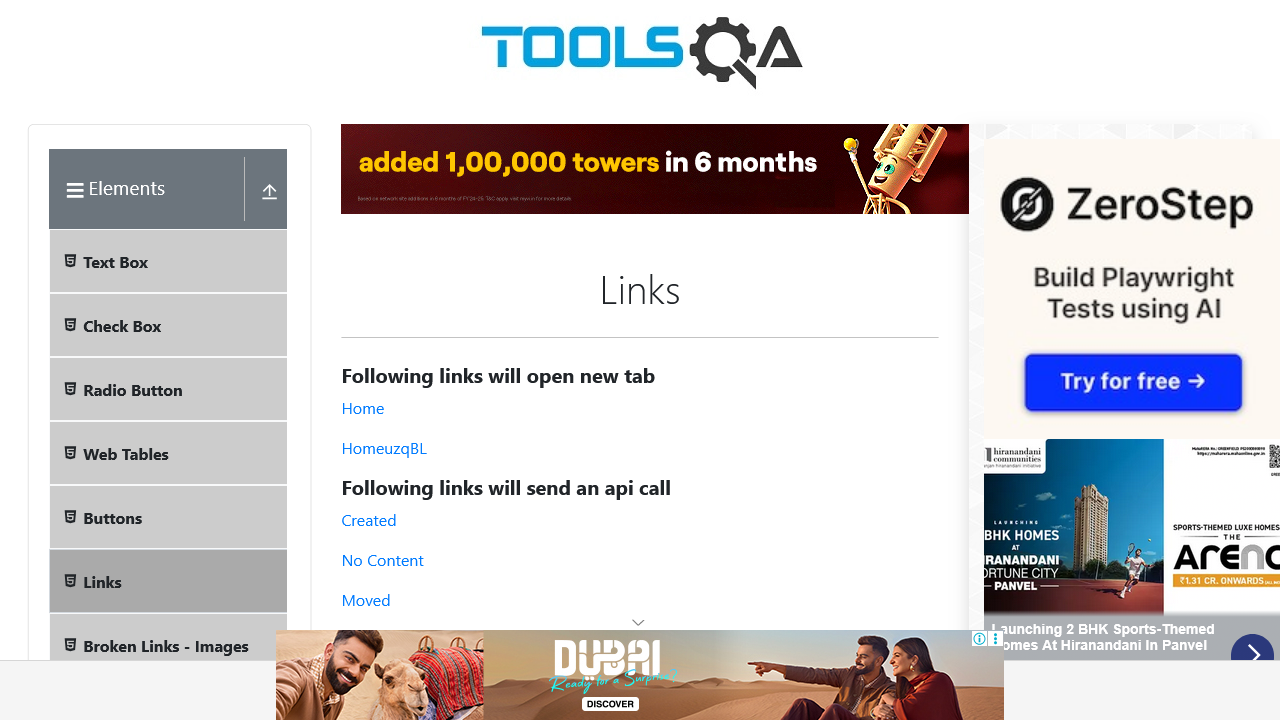 TOOLSQA
Elements
Text Box
Check Box
Radio Button
Web Tables
Buttons
Links
Broken Links - Images
added 1,00,000 towers in 6 months
Links
Following links will open new tab
Home
HomeuzqBL
Following links will send an api call
Created
No Content
Moved
ZeroStep
Build Playwright
Tests using AI
Try for free →
hiranandani
communities
LAUNCHING
BHK HOMES
AT
IRANANDANI
ORTUNE CITY
PANVEL
SPORTS-THEMED LUXE HOMES
THE
ARENA
₹1.31 CR. ONWARDS
Launching 2 BHK Sports-Themed
Homes At Hiranandani In Panvel
DUBAI
Ready for a Surprise?
DISCOVER